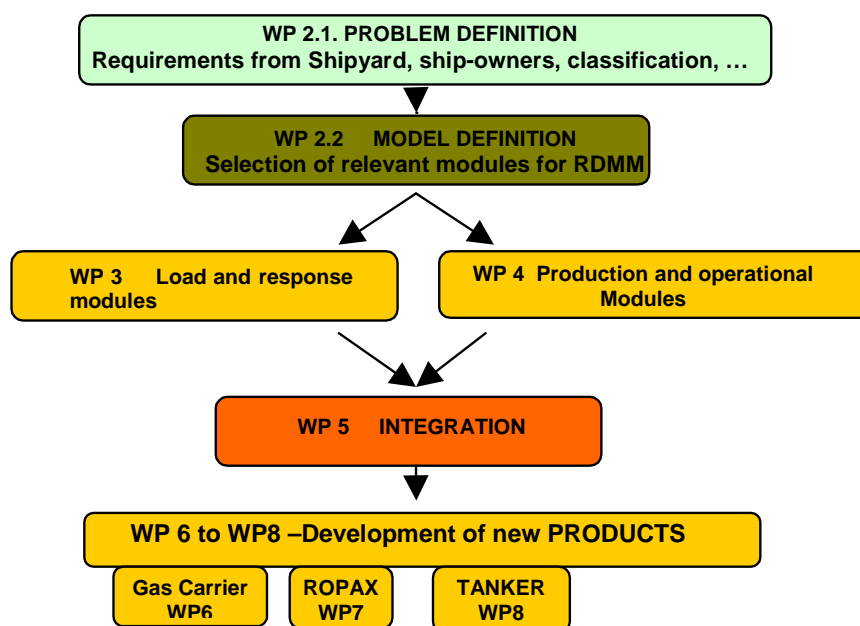 WP 2.1. PROBLEM DEFINITION
Requirements from Shipyard, ship-owners, classification, …
WP 2.2 MODEL DEFINITION
Selection of relevant modules for RDMM
WP 3 Load and response
modules
WP 4 Production and operational
Modules
WP 5 INTEGRATION
WP 6 to WP8 –Development of new PRODUCTS
Gas Carrier
WP6
ROPAX
WP7
TANKER
WP8